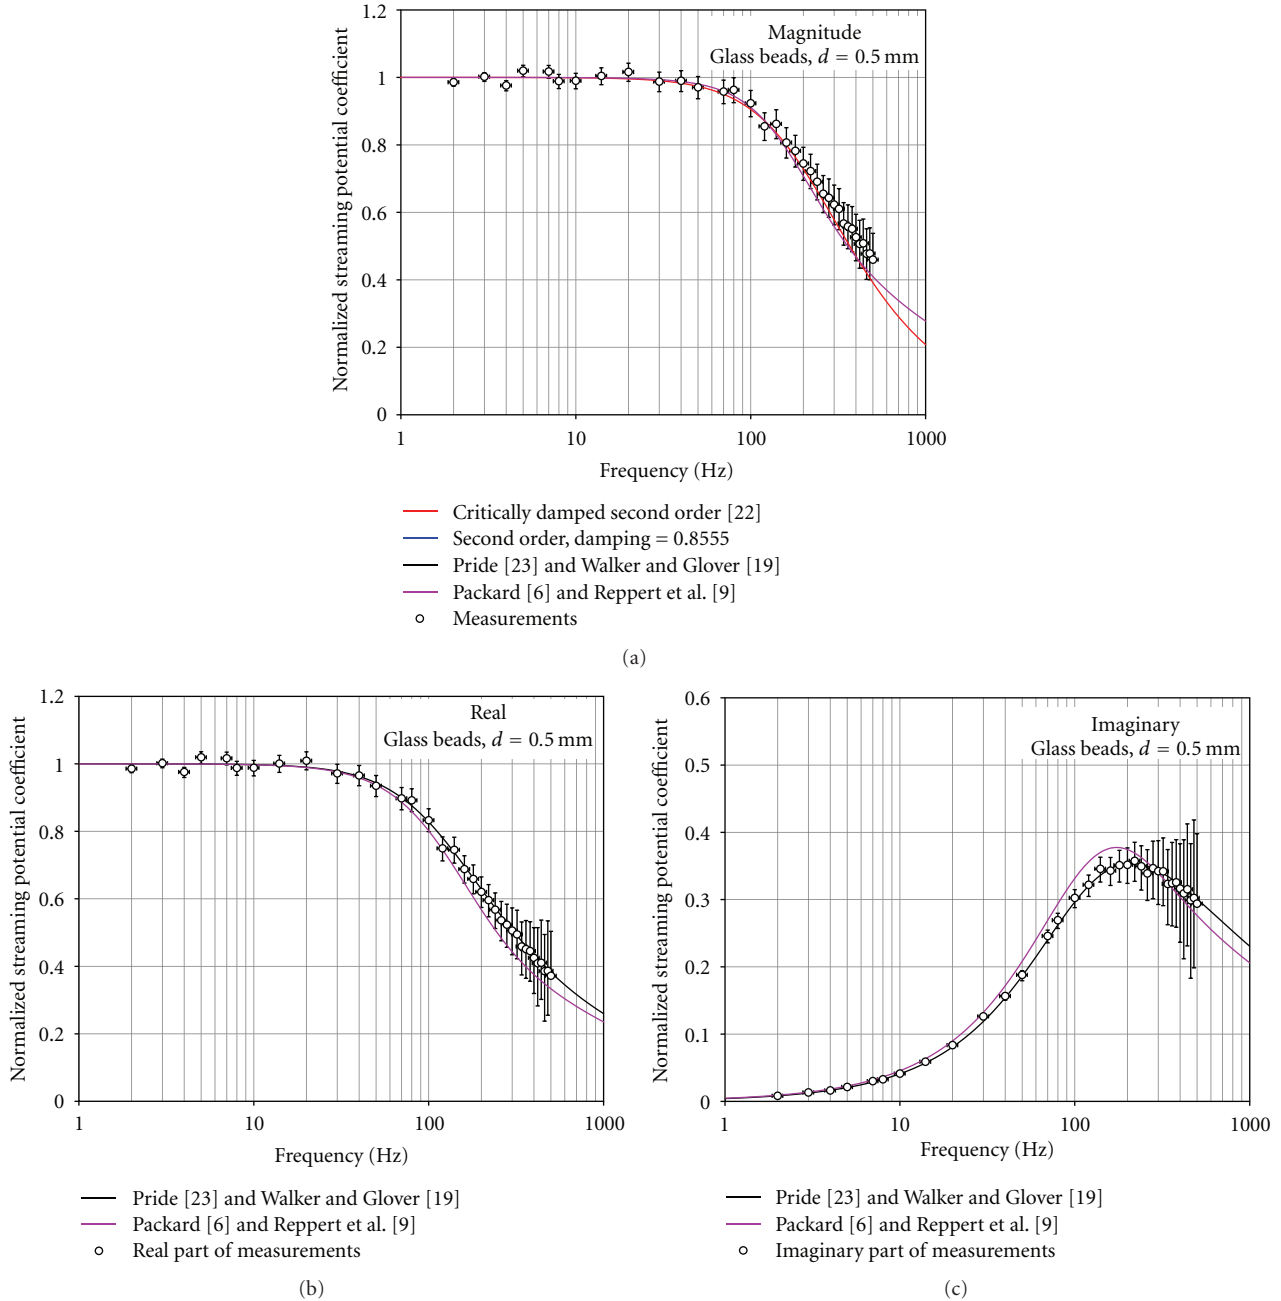 Magnitude
Glass beads, d = 0.5 mm
Normalized streaming potential coefficient
1.2
1
0.8
0.6
0.4
0.2
0
1
10
100
1000
Frequency (Hz)
Critically damped second order [22]
Second order, damping = 0.8555
Pride [23] and Walker and Glover [19]
Packard [6] and Reppert et al. [9]
Measurements
(a)
Real
Glass beads, d = 0.5 mm
Normalized streaming potential coefficient
1.2
1
0.8
0.6
0.4
0.2
0
1
10
100
1000
Frequency (Hz)
Pride [23] and Walker and Glover [19]
Packard [6] and Reppert et al. [9]
Real part of measurements
(b)
Imaginary
Glass beads, d = 0.5 mm
Normalized streaming potential coefficient
0.6
0.5
0.4
0.3
0.2
0.1
0
1
10
100
1000
Frequency (Hz)
Pride [23] and Walker and Glover [19]
Packard [6] and Reppert et al. [9]
Imaginary part of measurements
(c)